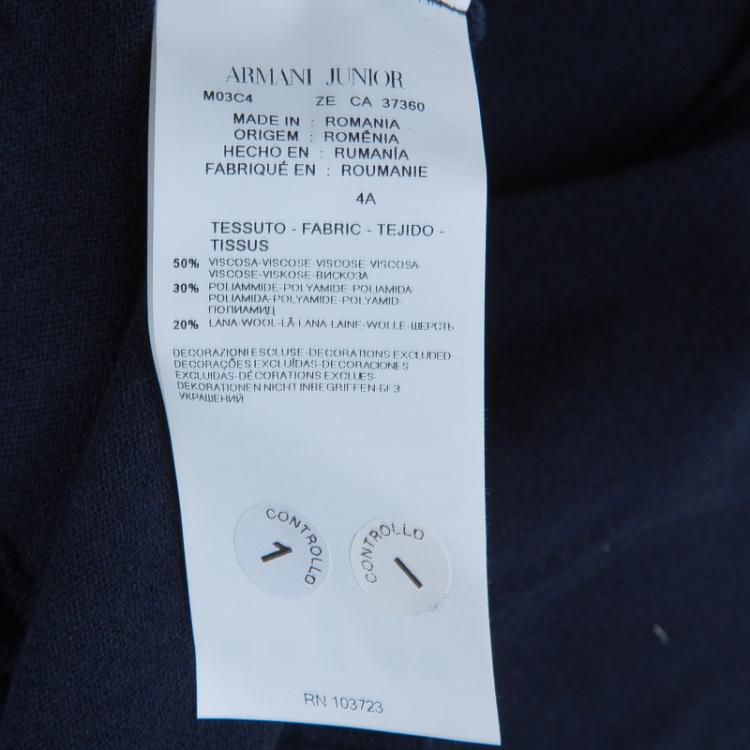 ARMANI JUNIOR
M03C4 ZE CA 37360
MADE IN : ROMANIA
ORIGEM : ROMÊNIA
HECHO EN : RUMANÍA
FABRIQUÉ EN : ROUMANIE
4A
TESSUTO - FABRIC - TEJIDO -
TISSUS
50% VISCOSA-VISCOSE-VISCOSE-VISCOSA-
VISCOSE-VISKOSE-ВИСКОЗА
30% POLIAMMIDE-POLYAMIDE-POLIAMIDA-
POLIAMIDA-POLYAMIDE-POLYAMID-
ПОЛИАМИД
20% LANA-WOOL-LÃ-LANA-LAINE-WOLLE-ШЕРСТЬ
DECORAZIONI ESCLUSE-DECORATIONS EXCLUDED-
DECORAÇÕES EXCLUÍDAS-DECORACIONES
EXCLUIDAS-DÉCORATIONS EXCLUES-
DEKORATIONEN NICHT INBEGRIFFEN-БЕЗ
УКРАШЕНИЙ
CONTROLLO
1
CONTROLLO
1
RN 103723